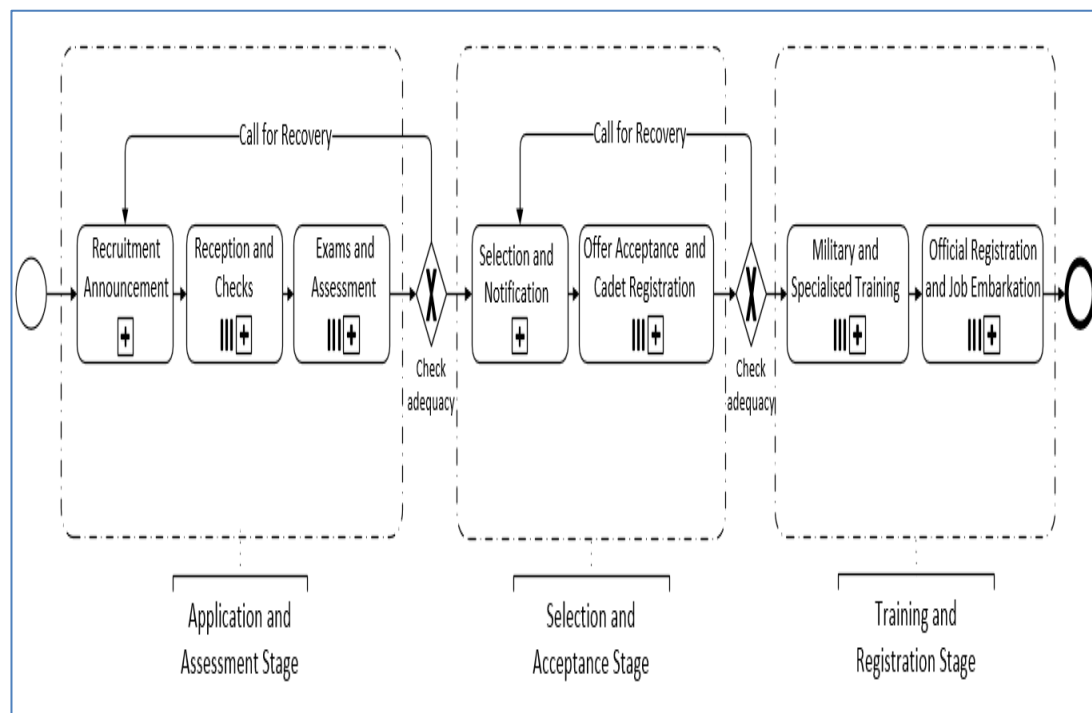 Call for Recovery
Call for Recovery
Recruitment
Announcement
Reception and
Checks
Exams and
Assessment
Check
adequacy
Selection and
Notification
Offer Acceptance and
Cadet Registration
Check
adequacy
Military and
Specialised Training
Official Registration
and Job Embarkation
Application and
Assessment Stage
Selection and
Acceptance Stage
Training and
Registration Stage